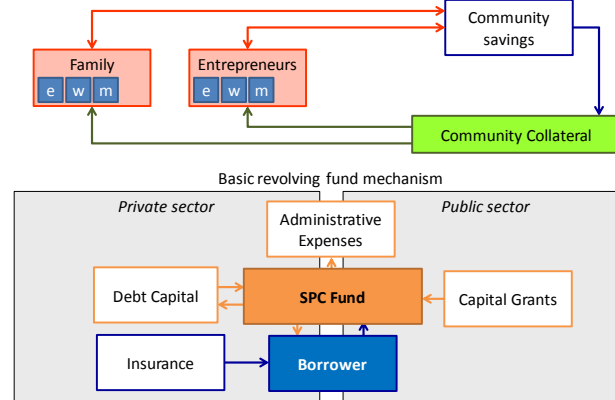 Community
savings
Family
e w m
Entrepreneurs
e w m
Community Collateral
Basic revolving fund mechanism
Private sector
Public sector
Administrative
Expenses
Debt Capital
SPC Fund
Capital Grants
Insurance
Borrower